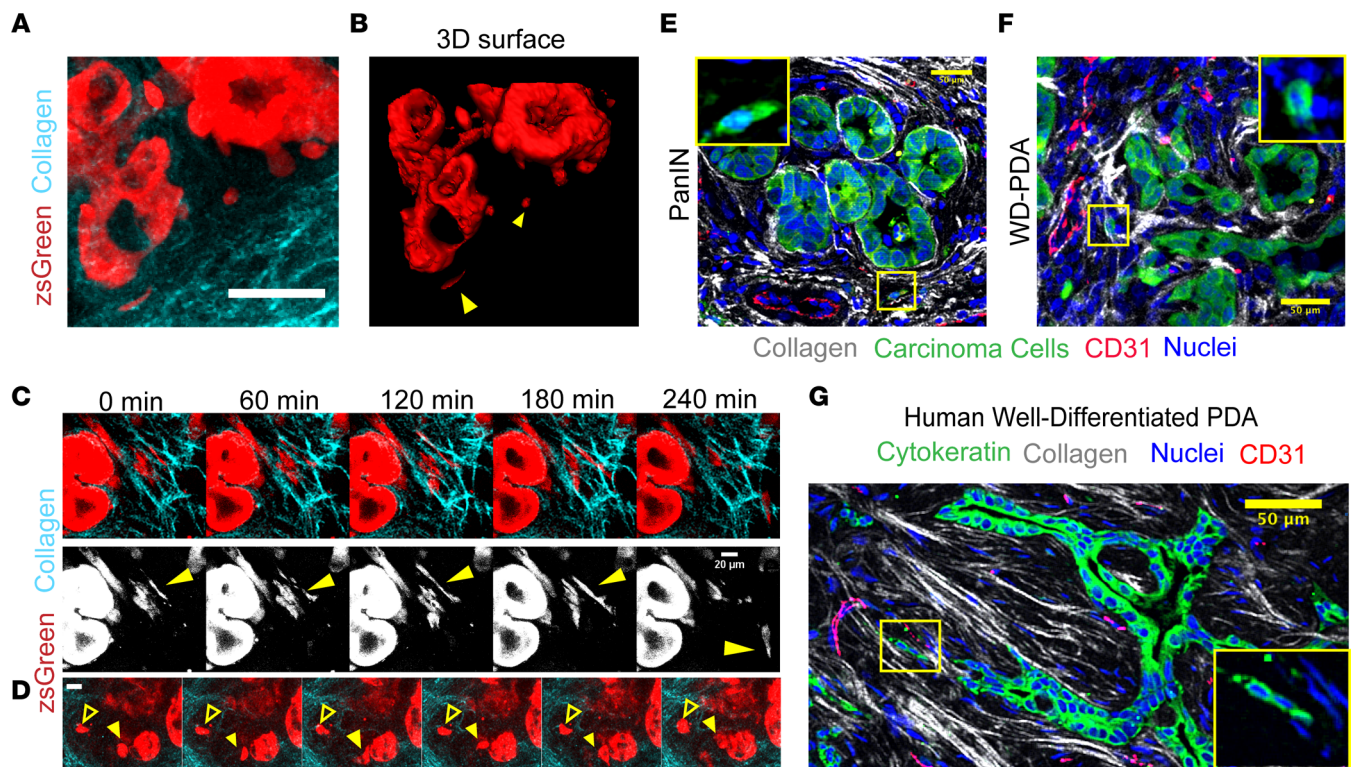 A
zsGreen Collagen
B
3D surface
E
PanIN
50 µm
F
WD-PDA
50 µm
Collagen Carcinoma Cells CD31 Nuclei
C
0 min 60 min 120 min 180 min 240 min
zsGreen Collagen
20 µm
D
G
Human Well-Differentiated PDA
Cytokeratin Collagen Nuclei CD31
50 µm